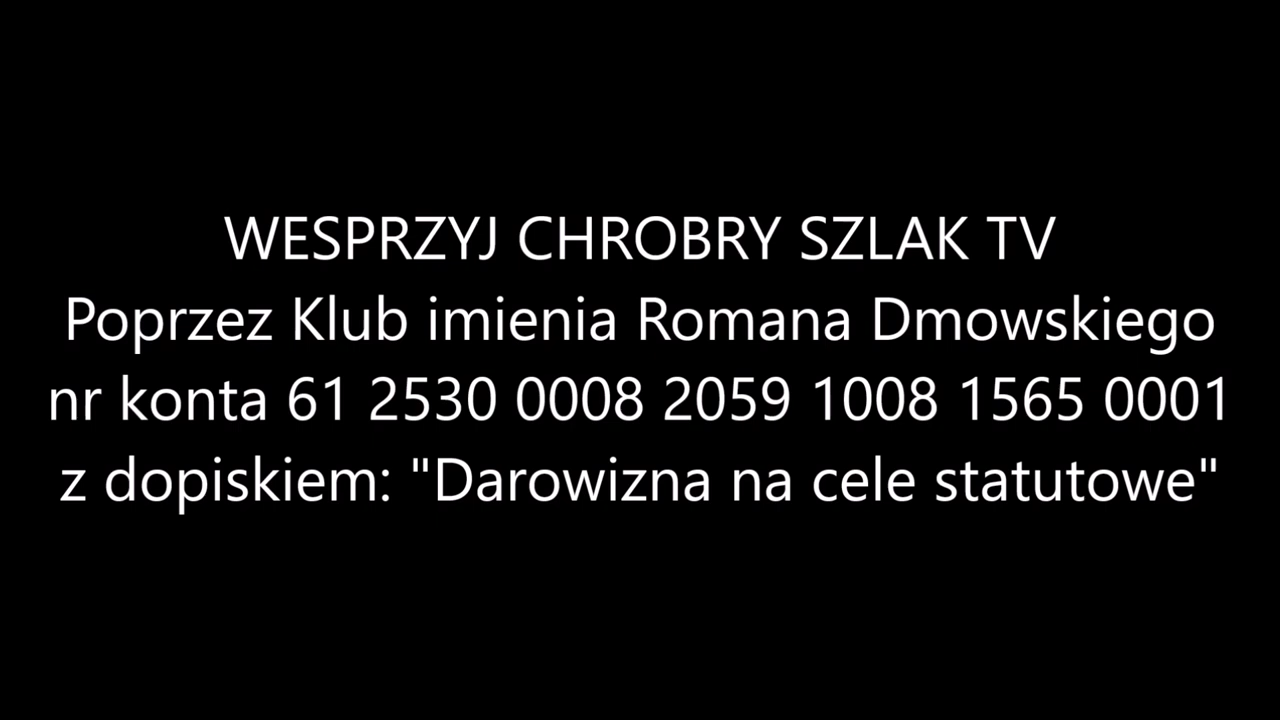 WESPRZYJ CHROBRY SZLAK TV
Poprzez Klub imienia Romana Dmowskiego
nr konta 61 2530 0008 2059 1008 1565 0001
z dopiskiem: "Darowizna na cele statutowe"